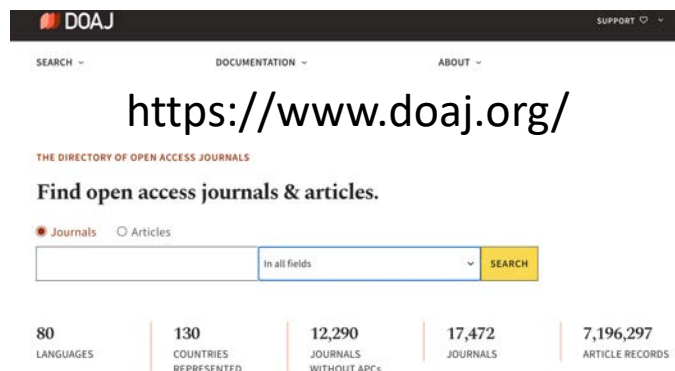 DOAJ
SUPPORT
SEARCH DOCUMENTATION ABOUT
https://www.doaj.org/
THE DIRECTORY OF OPEN ACCESS JOURNALS
Find open access journals & articles.
Journals Articles
In all fields SEARCH
80 130 12,290 17,472 7,196,297
LANGUAGES COUNTRIES JOURNALS JOURNALS ARTICLE RECORDS
REPRESENTED WITHOUT APCs